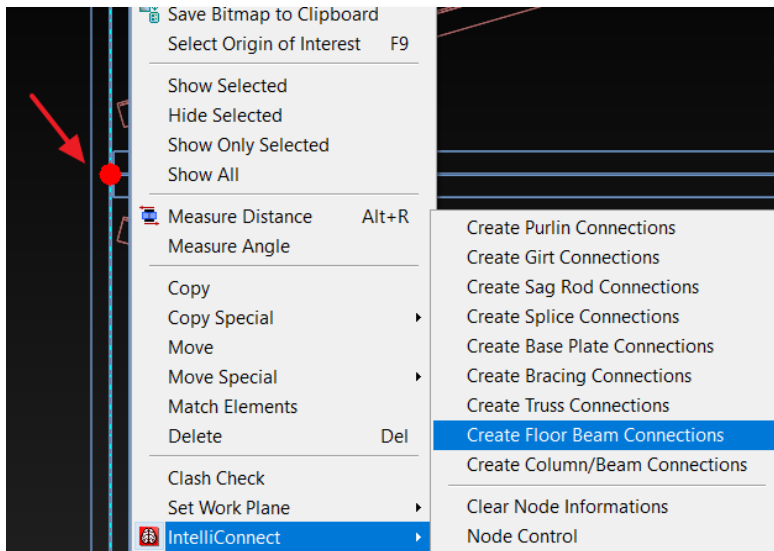 Save Bitmap to Clipboard
Select Origin of Interest F9
Show Selected
Hide Selected
Show Only Selected
Show All
Measure Distance Alt+R
Measure Angle
Copy
Copy Special
Move
Move Special
Match Elements
Delete Del
Clash Check
Set Work Plane
IntelliConnect
Create Purlin Connections
Create Girt Connections
Create Sag Rod Connections
Create Splice Connections
Create Base Plate Connections
Create Bracing Connections
Create Truss Connections
Create Floor Beam Connections
Create Column/Beam Connections
Clear Node Informations
Node Control